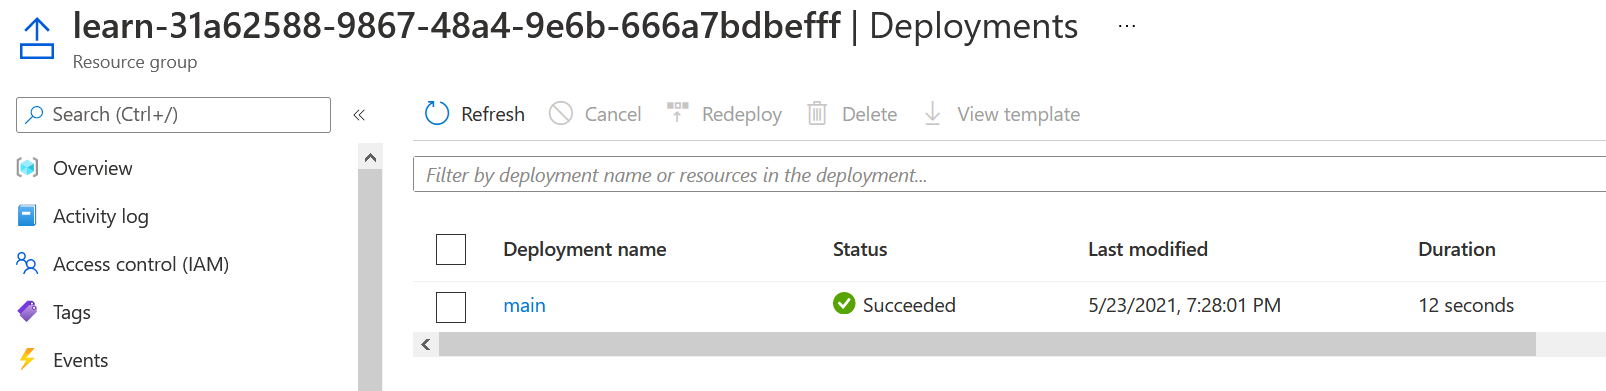 learn-31a62588-9867-48a4-9e6b-666a7bdbefff | Deployments ...
Resource group
Search (Ctrl+/) «
Overview
Activity log
Access control (IAM)
Tags
Events
Refresh Cancel Redeploy Delete View template
Filter by deployment name or resources in the deployment...
Deployment name Status Last modified Duration
main Succeeded 5/23/2021, 7:28:01 PM 12 seconds